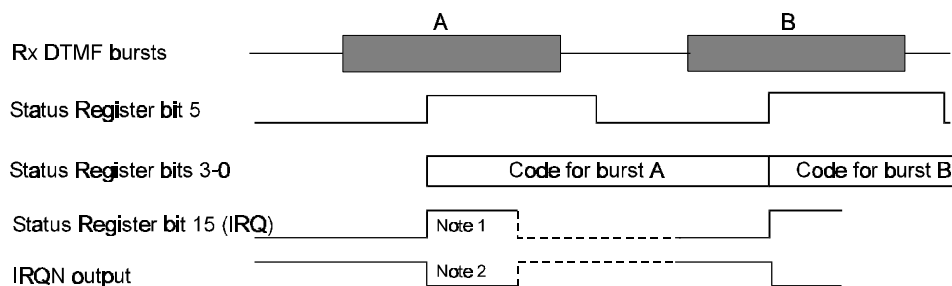 A
B
Rx DTMF bursts
Status Register bit 5
Status Register bits 3-0
Code for burst A
Code for burst B
Status Register bit 15 (IRQ)
Note 1
IRQN output
Note 2